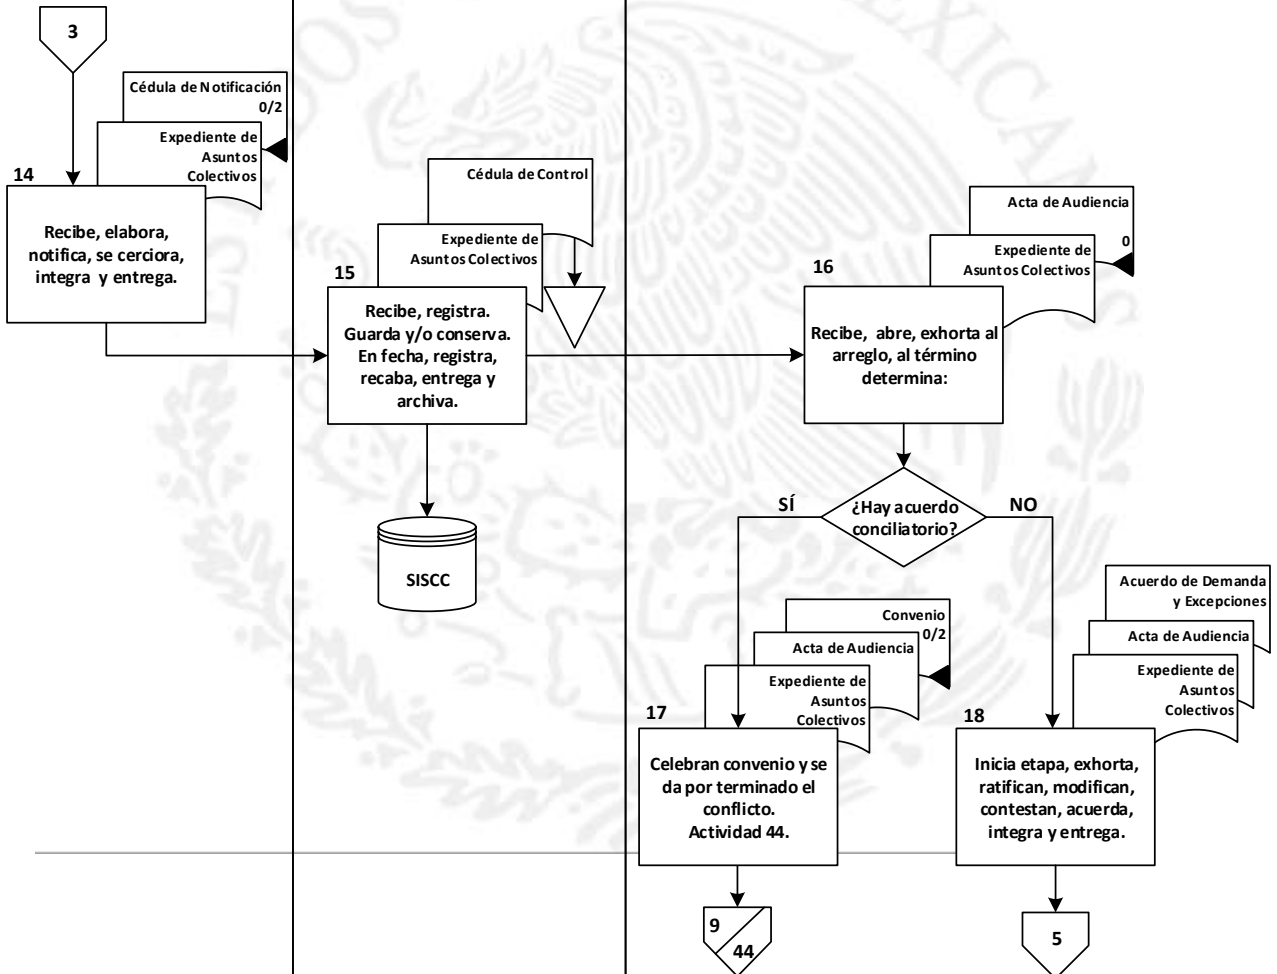 3
Cédula de Notificación
0/2
Expediente de
Asuntos
Colectivos
14
Recibe, elabora,
notifica, se cerciora,
integra y entrega.
Cédula de Control
Expediente de
Asuntos Colectivos
15
Recibe, registra.
Guarda y/o conserva.
En fecha, registra,
recaba, entrega y
archiva.
SISCC
Acta de Audiencia
0
Expediente de
Asuntos Colectivos
16
Recibe, abre, exhorta al
arreglo, al término
determina:
¿Hay acuerdo
conciliatorio?
SÍ
NO
Convenio
0/2
Acta de Audiencia
Expediente de
Asuntos
Colectivos
17
Celebran convenio y se
da por terminado el
conflicto.
Actividad 44.
9
44
Acuerdo de Demanda
y Excepciones
Acta de Audiencia
Expediente de
Asuntos
Colectivos
18
Inicia etapa, exhorta,
ratifican, modifican,
contestan, acuerda,
integra y entrega.
5